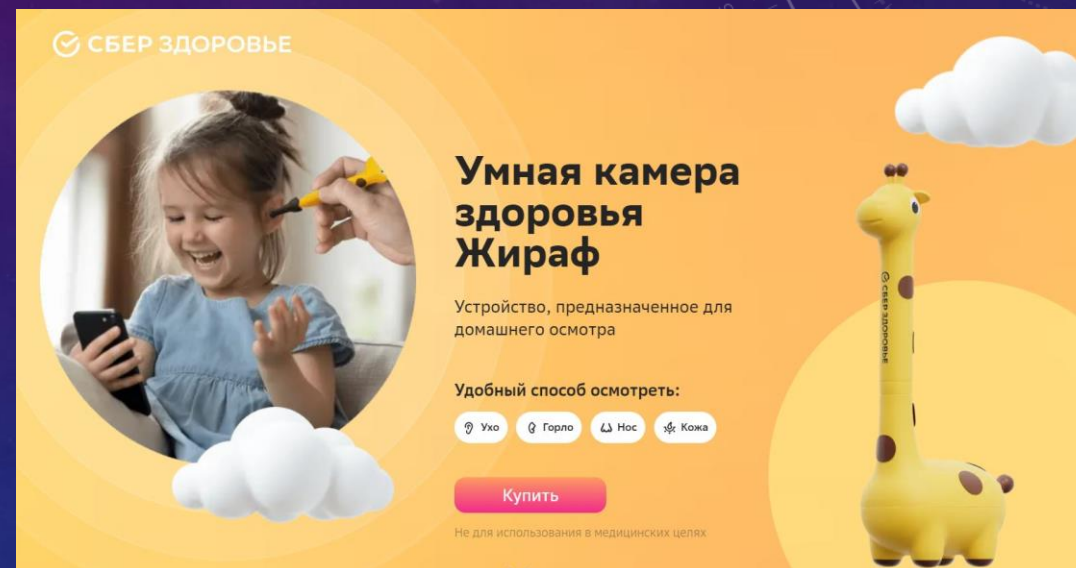 СБЕР ЗДОРОВЬЕ
Умная камера
здоровья
Жираф
Устройство, предназначенное для
домашнего осмотра
Удобный способ осмотреть:
Ухо Горло Нос Кожа
Купить
Не для использования в медицинских целях
СБЕР ЗДОРОВЬЕ